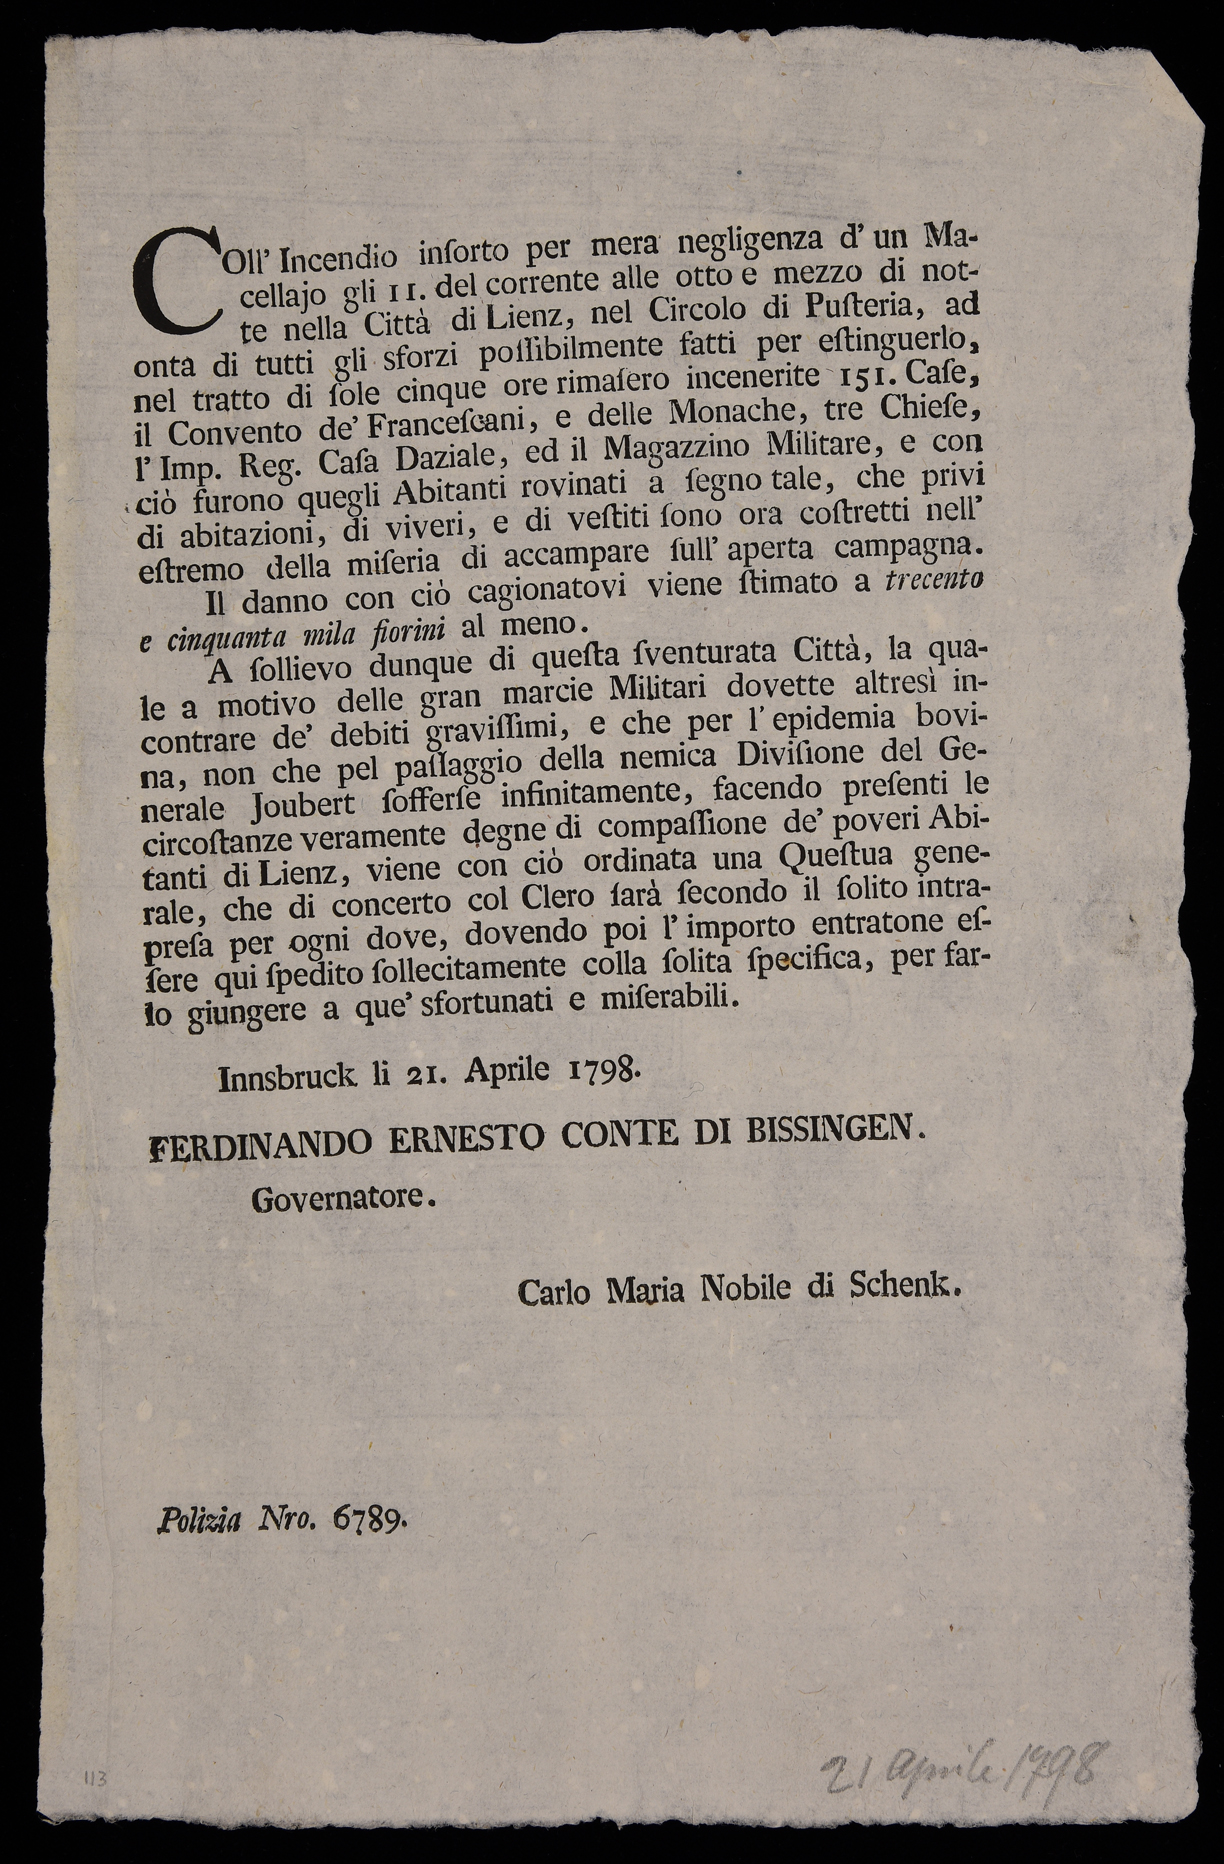 COll' Incendio inſorto per mera negligenza d' un Ma-
cellajo gli 11. del corrente alle otto e mezzo di not-
te nella Città di Lienz, nel Circolo di Puſteria, ad
onta di tutti gli sforzi poſſibilmente fatti per eſtinguerlo,
nel tratto di ſole cinque ore rimaſero incenerite 151. Caſe,
il Convento de' Franceſcani, e delle Monache, tre Chieſe,
l' Imp. Reg. Caſa Daziale, ed il Magazzino Militare, e con
ciò furono quegli Abitanti rovinati a ſegno tale, che privi
di abitazioni, di viveri, e di veſtiti ſono ora coſtretti nell'
eſtremo della miſeria di accampare ſull' aperta campagna.
Il danno con ciò cagionatovi viene ſtimato a trecento
e cinquanta mila fiorini al meno.
A ſollievo dunque di queſta ſventurata Città, la qua-
le a motivo delle gran marcie Militari dovette altresì in-
contrare de' debiti graviſſimi, e che per l' epidemia bovi-
na, non che pel paſſaggio della nemica Diviſione del Ge-
nerale Joubert ſofferſe infinitamente, facendo preſenti le
circoſtanze veramente degne di compaſſione de' poveri Abi-
tanti di Lienz, viene con ciò ordinata una Queſtua gene-
rale, che di concerto col Clero ſarà ſecondo il ſolito intra-
preſa per ogni dove, dovendo poi l' importo entratone eſ-
ſere qui ſpedito ſollecitamente colla ſolita ſpecifica, per far-
lo giungere a que' sfortunati e miſerabili.
Innsbruck li 21. Aprile 1798.
FERDINANDO ERNESTO CONTE DI BISSINGEN.
Governatore.
Carlo Maria Nobile di Schenk.
Polizia Nro. 6789.
21 Aprile 1798
113